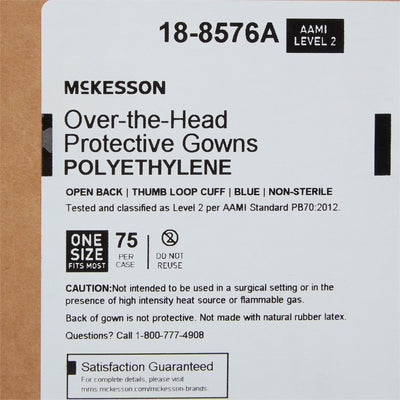 18-8576A AAMI LEVEL 2
McKESSON
Over-the-Head
Protective Gowns
POLYETHYLENE
OPEN BACK | THUMB LOOP CUFF | BLUE | NON-STERILE
Tested and classified as Level 2 per AAMI Standard PB70:2012.
ONE SIZE FITS MOST
75 PER CASE
DO NOT REUSE
CAUTION:Not intended to be used in a surgical setting or in the
presence of high intensity heat source or flammable gas.
Back of gown is not protective. Not made with natural rubber latex.
Questions? Call 1-800-777-4908
Satisfaction Guaranteed
For complete details, please visit
mms.mckesson.com/mckesson-brands